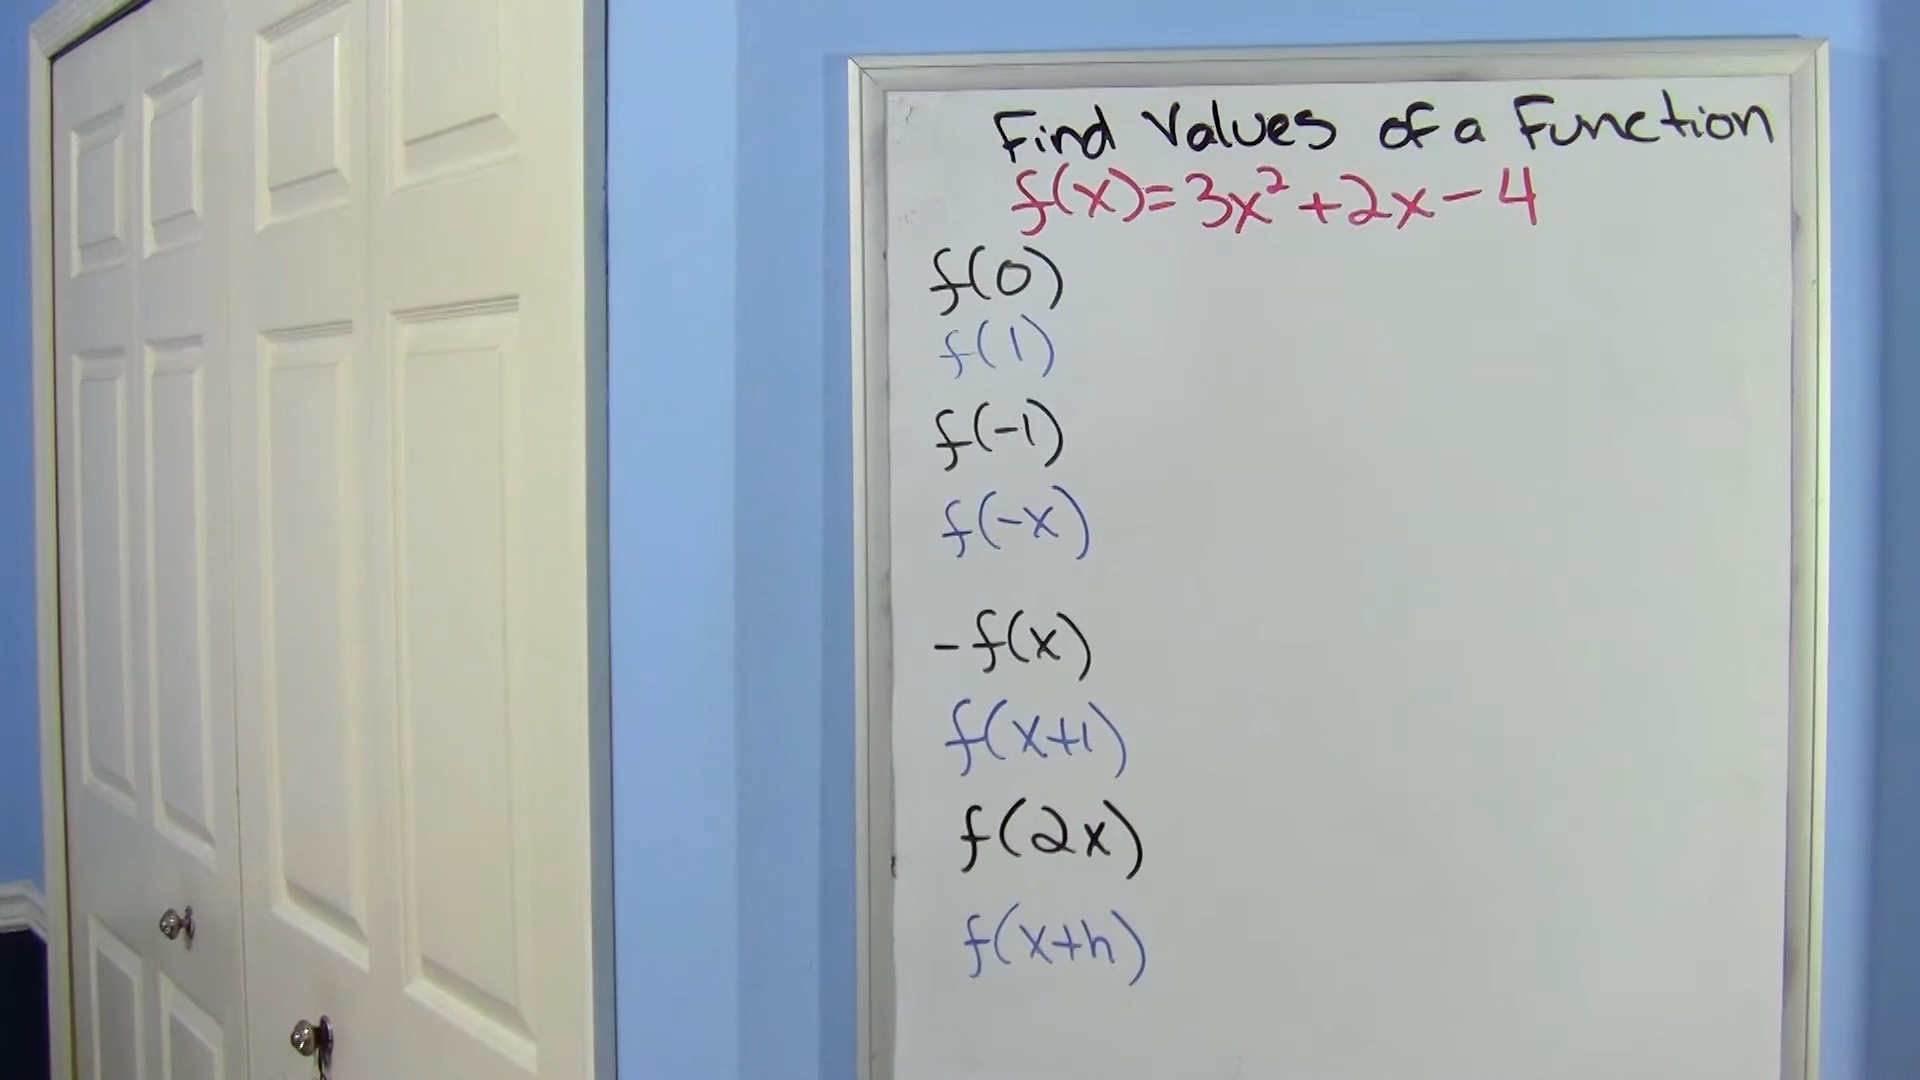 Find Values of a Function
f(x)=3x²+2x-4
f(0)
f(1)
f(-1)
f(-x)
-f(x)
f(x+1)
f(2x)
f(x+h)